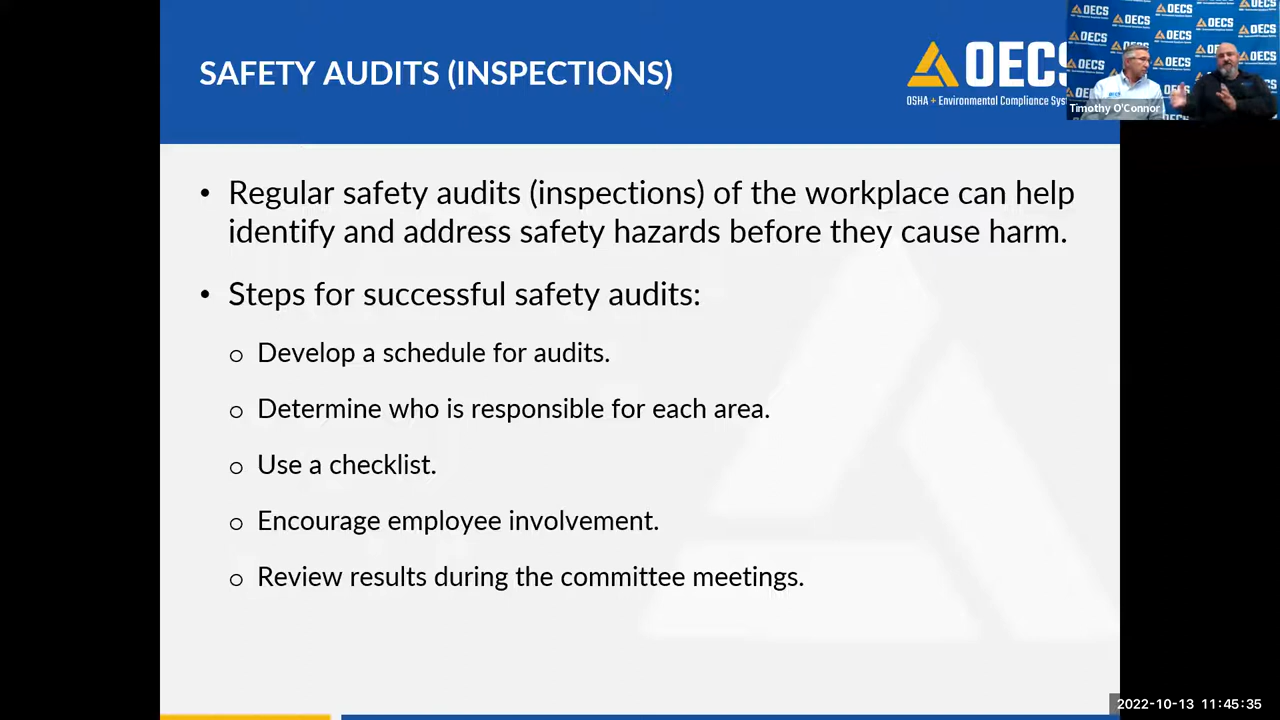 SAFETY AUDITS (INSPECTIONS)
OECS
OSHA + Environmental Compliance
Timothy O'Connor
• Regular safety audits (inspections) of the workplace can help
identify and address safety hazards before they cause harm.
• Steps for successful safety audits:
o Develop a schedule for audits.
o Determine who is responsible for each area.
o Use a checklist.
o Encourage employee involvement.
o Review results during the committee meetings.
2022-10-13 11:45:35